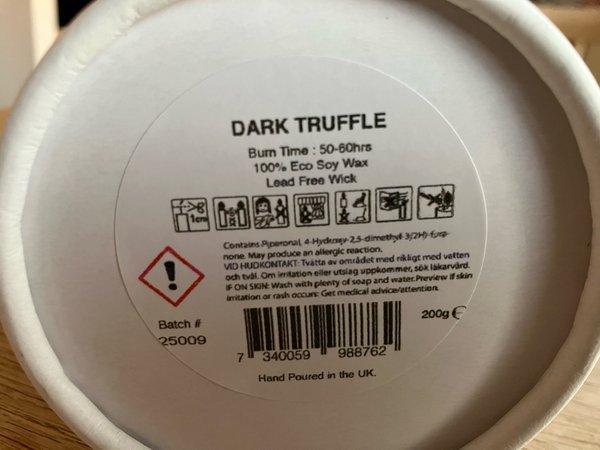 DARK TRUFFLE
Burn Time : 50-60hrs
100% Eco Soy Wax
Lead Free Wick
1cm
Contains Piperonal, 4-Hydroxy-2,5-dimethyl-3(2H)-fura
none. May produce an allergic reaction.
VID HUDKONTAKT: Tvätta av området med rikligt med vatten
och tvål. Om irritation eller utslag uppkommer, sök läkarvård.
IF ON SKIN: Wash with plenty of soap and water.Preview If skin
irritation or rash occurs: Get medical advice/attention.
Batch #
25009
200g
7 340059 988762
Hand Poured in the UK.